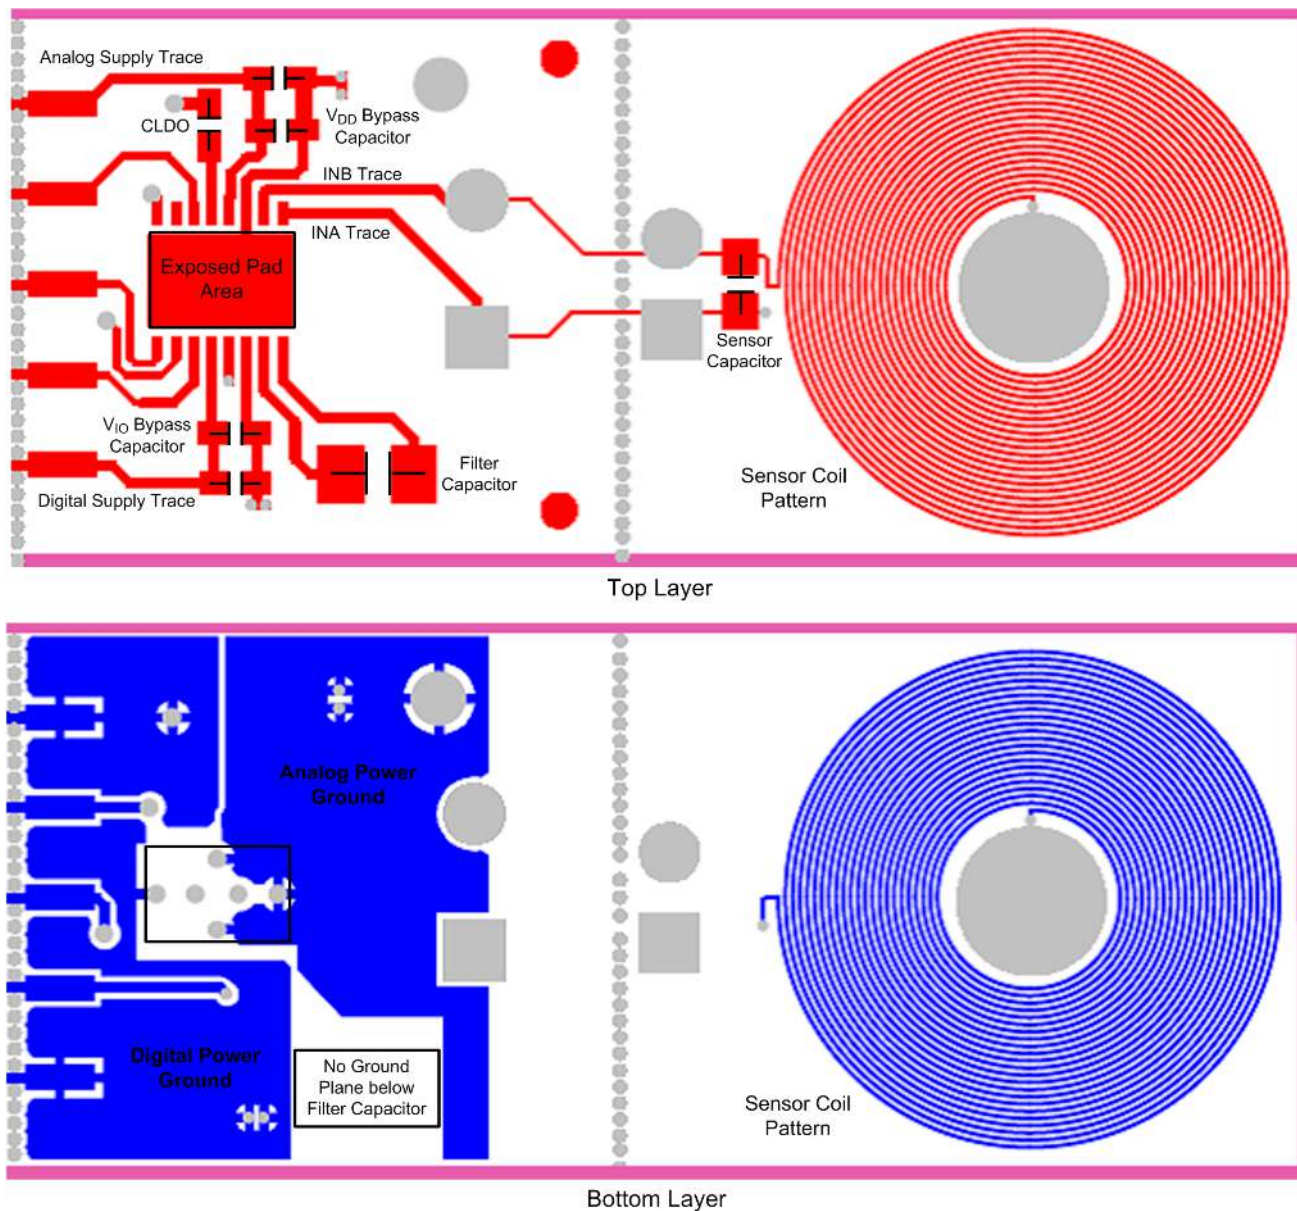 Analog Supply Trace
CLDO
VDD Bypass
Capacitor
INB Trace
INA Trace
Exposed Pad
Area
Sensor
Capacitor
VIO Bypass
Capacitor
Digital Supply Trace
Filter
Capacitor
Sensor Coil
Pattern
Top Layer
Analog Power
Ground
Digital Power
Ground
No Ground
Plane below
Filter Capacitor
Sensor Coil
Pattern
Bottom Layer